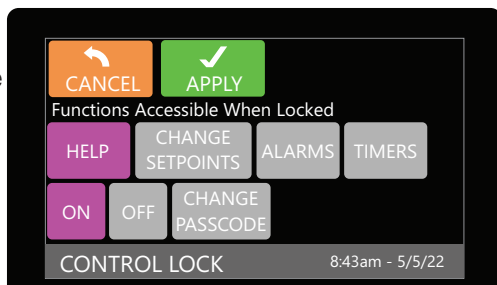 e
CANCEL
APPLY
Functions Accessible When Locked
HELP
CHANGE
SETPOINTS
ALARMS
TIMERS
ON
OFF
CHANGE
PASSCODE
CONTROL LOCK
8:43am - 5/5/22